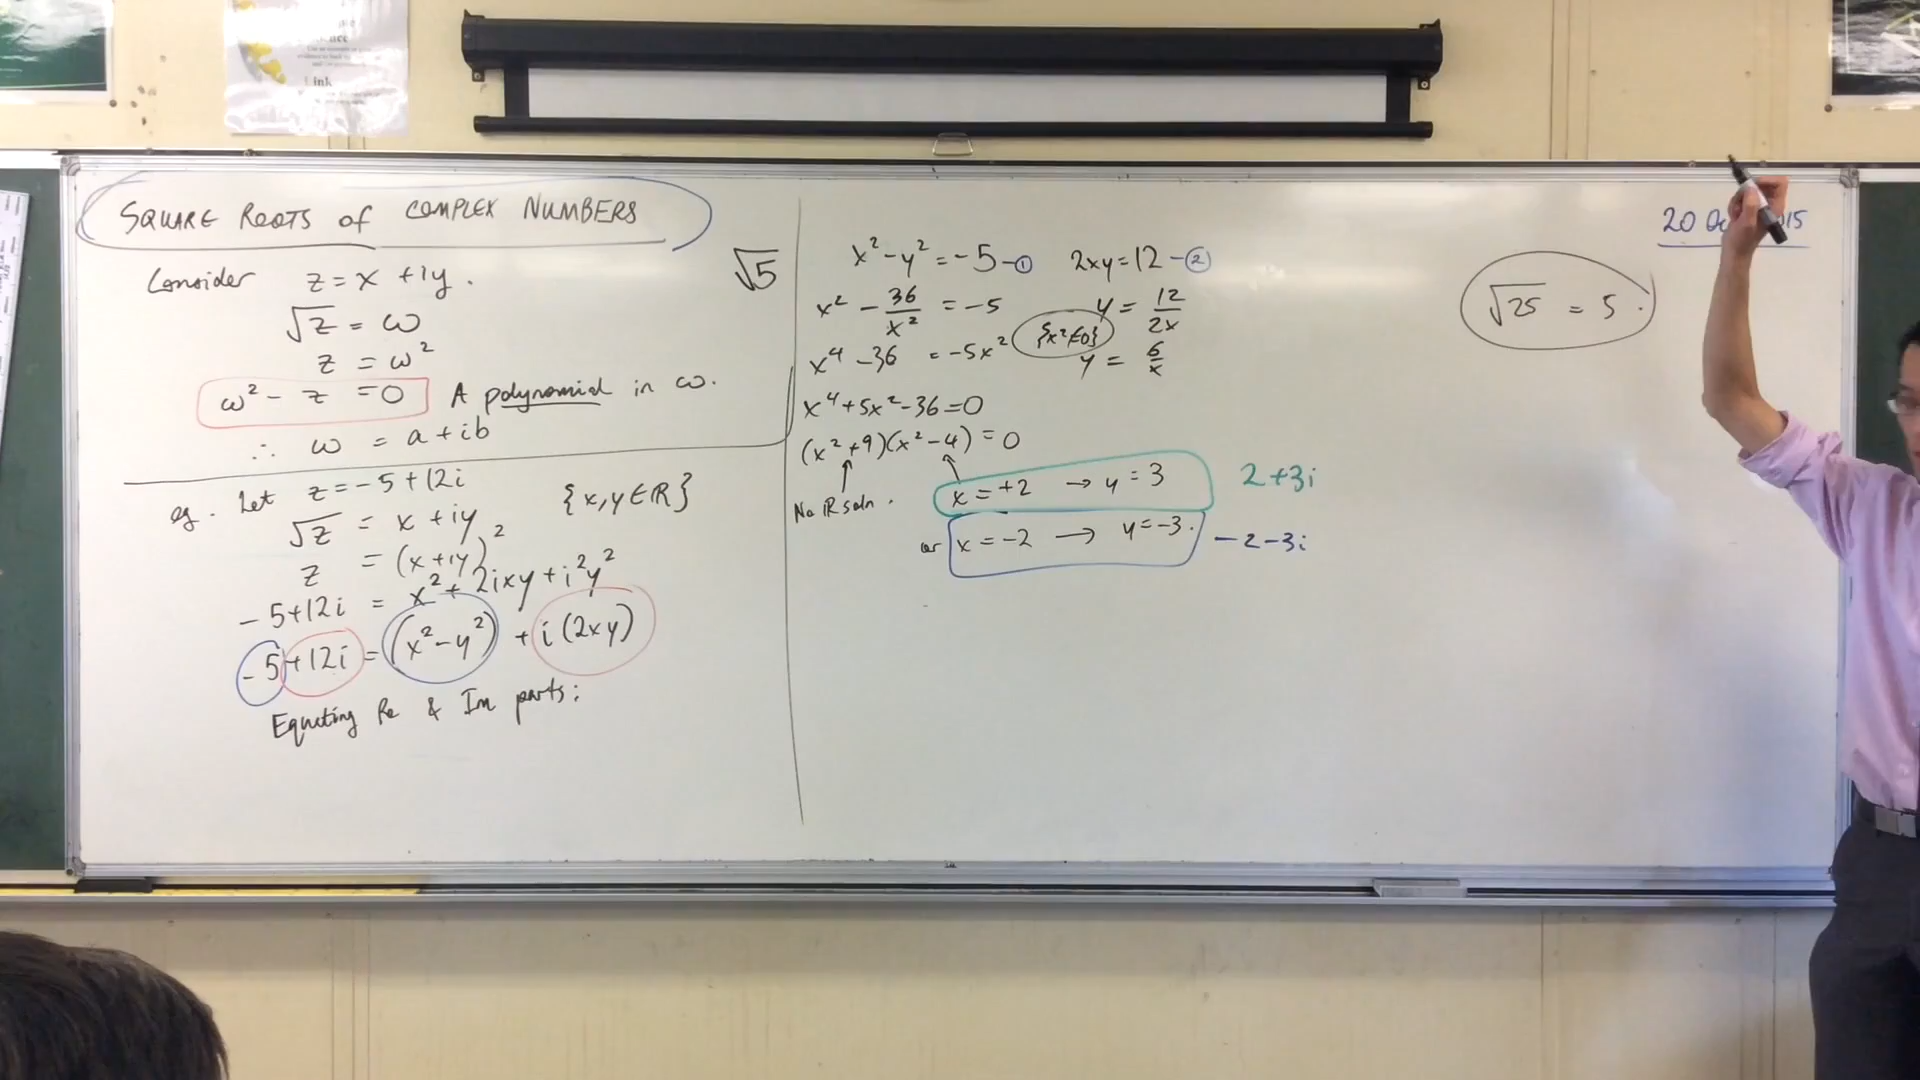 SQUARE ROOTS of COMPLEX NUMBERS
Consider z = x + iy.
√z = ω
z = ω²
ω² - z = 0 A polynomial in ω.
∴ ω = a + ib
√5
eg. Let z = -5 + 12i
{x, y ∈ ℝ}
√z = x + iy
z = (x + iy)²
-5+12i = x² + 2ixy + i²y²
-5+12i = (x² - y²) + i(2xy)
Equating Re & Im parts:
x² - y² = -5 - ① 2xy = 12 - ②
x² - 36/x² = -5 y = 12/2x
x⁴ - 36 = -5x² {x² ≠ 0} y = 6/x
x⁴ + 5x² - 36 = 0
(x² + 9)(x² - 4) = 0
No ℝ soln.
x = +2 → y = 3 2 + 3i
or x = -2 → y = -3. -2 - 3i
20 15
√25 = 5.
ink